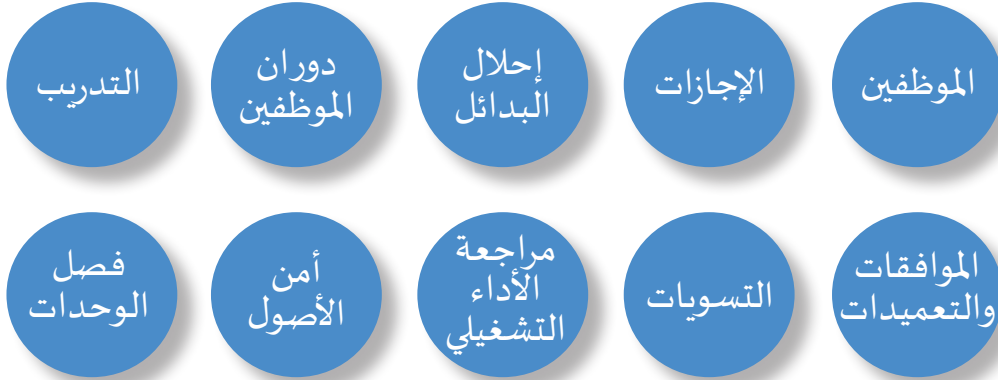 الموظفين
الإجازات
إحلال
البدائل
دوران
الموظفين
التدريب
الموافقات
والتعميدات
التسويات
مراجعة
الأداء
التشغيلي
أمن
الأصول
فصل
الوحدات